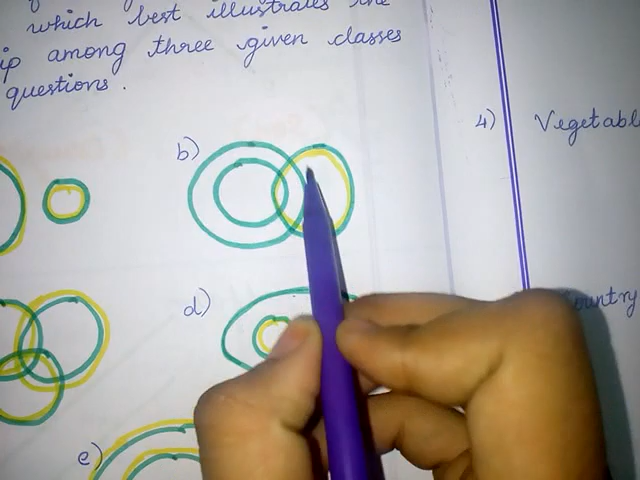 which best illustrates the
ip among three given classes
questions.
b)
4) Vegetabl
d)
Country
e)